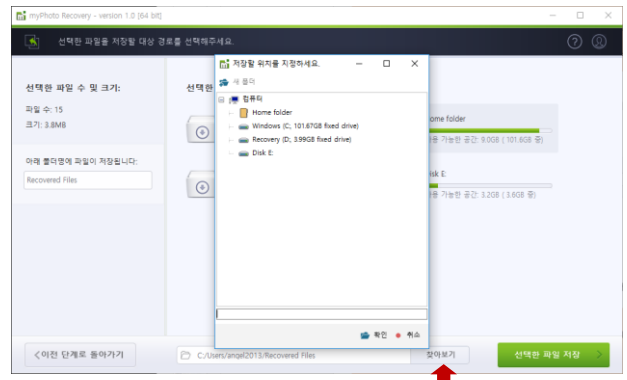 myPhoto Recovery - version 1.0 [64 bit]
선택한 파일을 저장할 대상 경로를 선택해주세요.
선택한 파일 수 및 크기:
파일 수: 15
크기: 3.8MB
아래 폴더명에 파일이 저장됩니다:
Recovered Files
선택한
저장할 위치을 지정하세요.
새 폴더
컴퓨터
Home folder
Windows (C; 101.67GB fixed drive)
Recovery (D; 3.99GB fixed drive)
Disk E:
확인
취소
ome folder
용 가능한 공간: 9.0GB ( 101.6GB 중)
isk E:
용 가능한 공간: 3.2GB ( 3.6GB 중)
이전 단계로 돌아가기
C:/Users/angel2013/Recovered Files
찾아보기
선택한 파일 저장